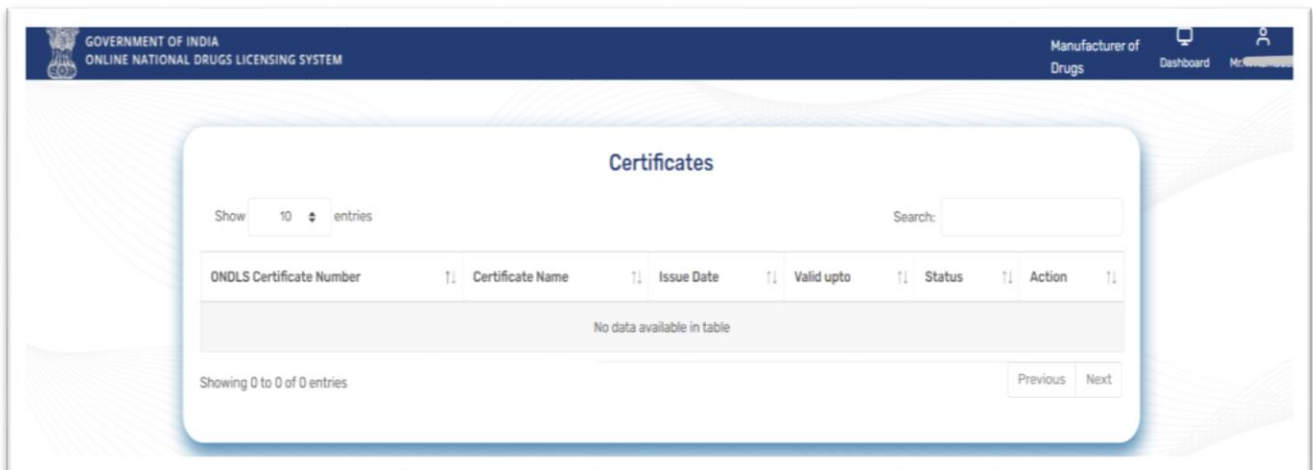 GOVERNMENT OF INDIA
ONLINE NATIONAL DRUGS LICENSING SYSTEM
Manufacturer of
Drugs
Dashboard
Certificates
Show 10 entries
Search:
ONDLS Certificate Number Certificate Name Issue Date Valid upto Status Action
No data available in table
Showing 0 to 0 of 0 entries
Previous Next